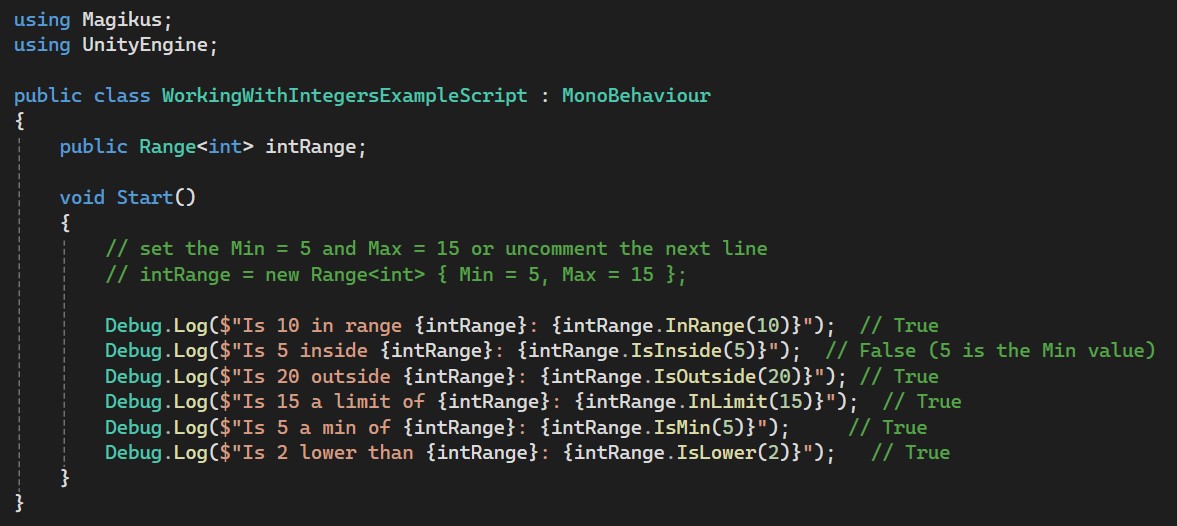 using Magikus;
using UnityEngine;

public class WorkingWithIntegersExampleScript : MonoBehaviour
{
    public Range<int> intRange;

    void Start()
    {
        // set the Min = 5 and Max = 15 or uncomment the next line
        // intRange = new Range<int> { Min = 5, Max = 15 };

        Debug.Log($"Is 10 in range {intRange}: {intRange.InRange(10)}");  // True
        Debug.Log($"Is 5 inside {intRange}: {intRange.IsInside(5)}");  // False (5 is the Min value)
        Debug.Log($"Is 20 outside {intRange}: {intRange.IsOutside(20)}"); // True
        Debug.Log($"Is 15 a limit of {intRange}: {intRange.InLimit(15)}");  // True
        Debug.Log($"Is 5 a min of {intRange}: {intRange.IsMin(5)}");     // True
        Debug.Log($"Is 2 lower than {intRange}: {intRange.IsLower(2)}");   // True
    }
}